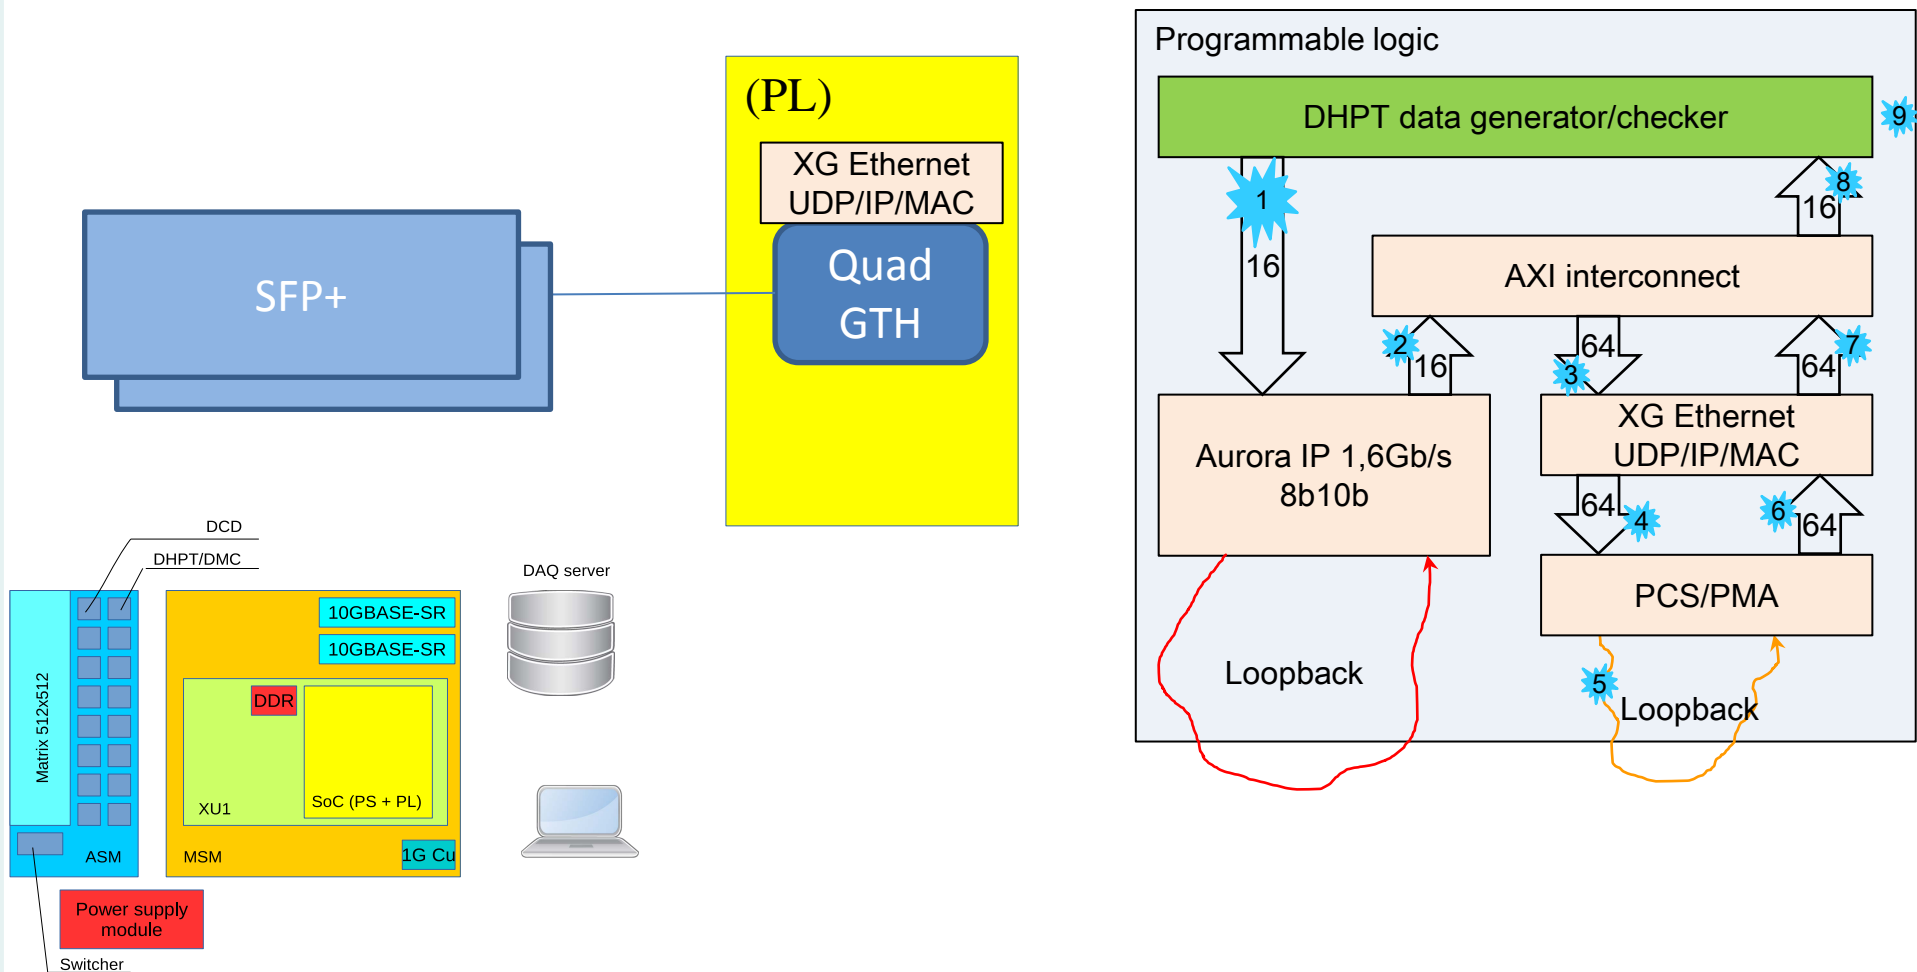 (PL)
XG Ethernet
UDP/IP/MAC
Quad
GTH
SFP+
DCD
DHPT/DMC
Matrix 512x512
ASM
Switcher
Power supply
module
10GBASE-SR
10GBASE-SR
DDR
XU1
SoC (PS + PL)
MSM
1G Cu
DAQ server
Programmable logic
DHPT data generator/checker
9
1
16
8
16
AXI interconnect
2
16
64
3
7
64
Aurora IP 1,6Gb/s
8b10b
XG Ethernet
UDP/IP/MAC
64
4
6
64
PCS/PMA
Loopback
5
Loopback